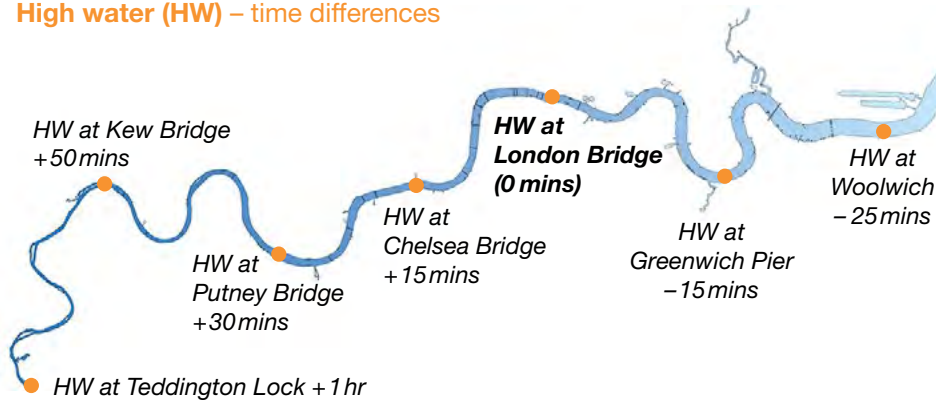 High water (HW) – time differences
HW at Kew Bridge
+50 mins
HW at
Putney Bridge
+30 mins
HW at Teddington Lock +1 hr
HW at
Chelsea Bridge
+15 mins
HW at
London Bridge
(0 mins)
HW at
Greenwich Pier
–15 mins
HW at
Woolwich
– 25 mins